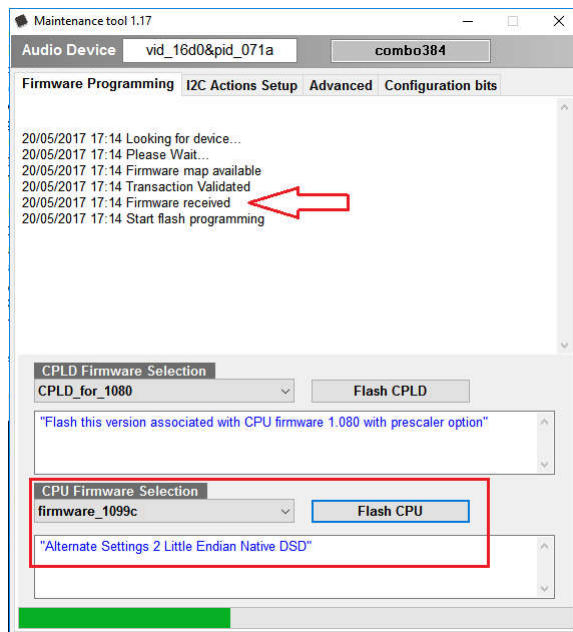 Maintenance tool 1.17
Audio Device vid_16d0&pid_071a combo384
Firmware Programming I2C Actions Setup Advanced Configuration bits
20/05/2017 17:14 Looking for device...
20/05/2017 17:14 Please Wait...
20/05/2017 17:14 Firmware map available
20/05/2017 17:14 Transaction Validated
20/05/2017 17:14 Firmware received
20/05/2017 17:14 Start flash programming
CPLD Firmware Selection
CPLD_for_1080 Flash CPLD
"Flash this version associated with CPU firmware 1.080 with prescaler option"
CPU Firmware Selection
firmware_1099c Flash CPU
"Alternate Settings 2 Little Endian Native DSD"